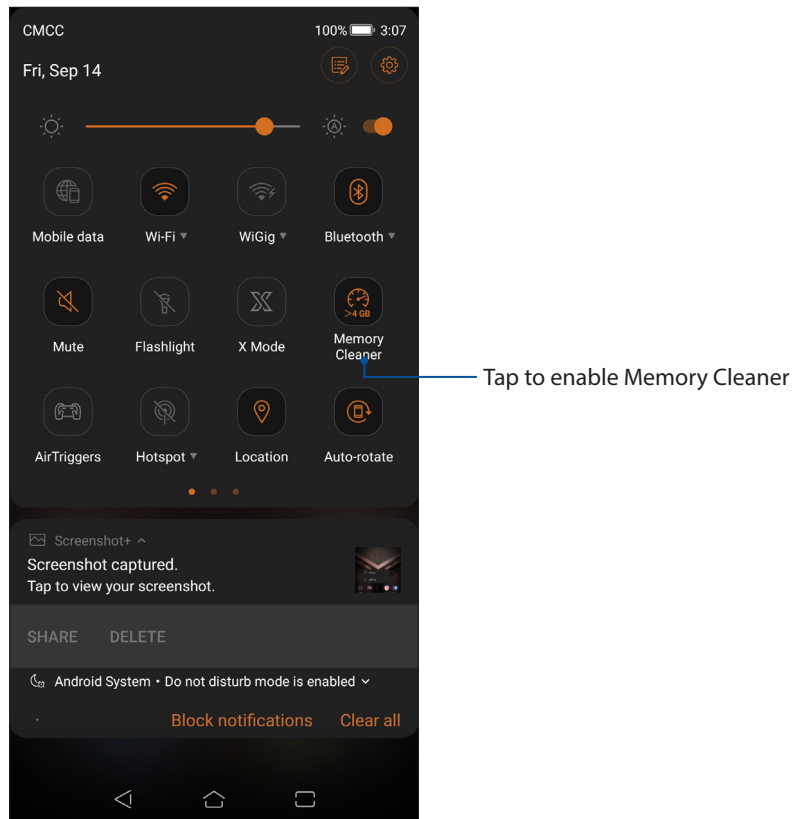 CMCC 100% 3:07
Fri, Sep 14
A
Mobile data Wi-Fi WiGig Bluetooth
>4 GB
Mute Flashlight X Mode Memory Cleaner
Tap to enable Memory Cleaner
AirTriggers Hotspot Location Auto-rotate
Screenshot+
Screenshot captured.
Tap to view your screenshot.
SHARE DELETE
Android System • Do not disturb mode is enabled
Block notifications Clear all